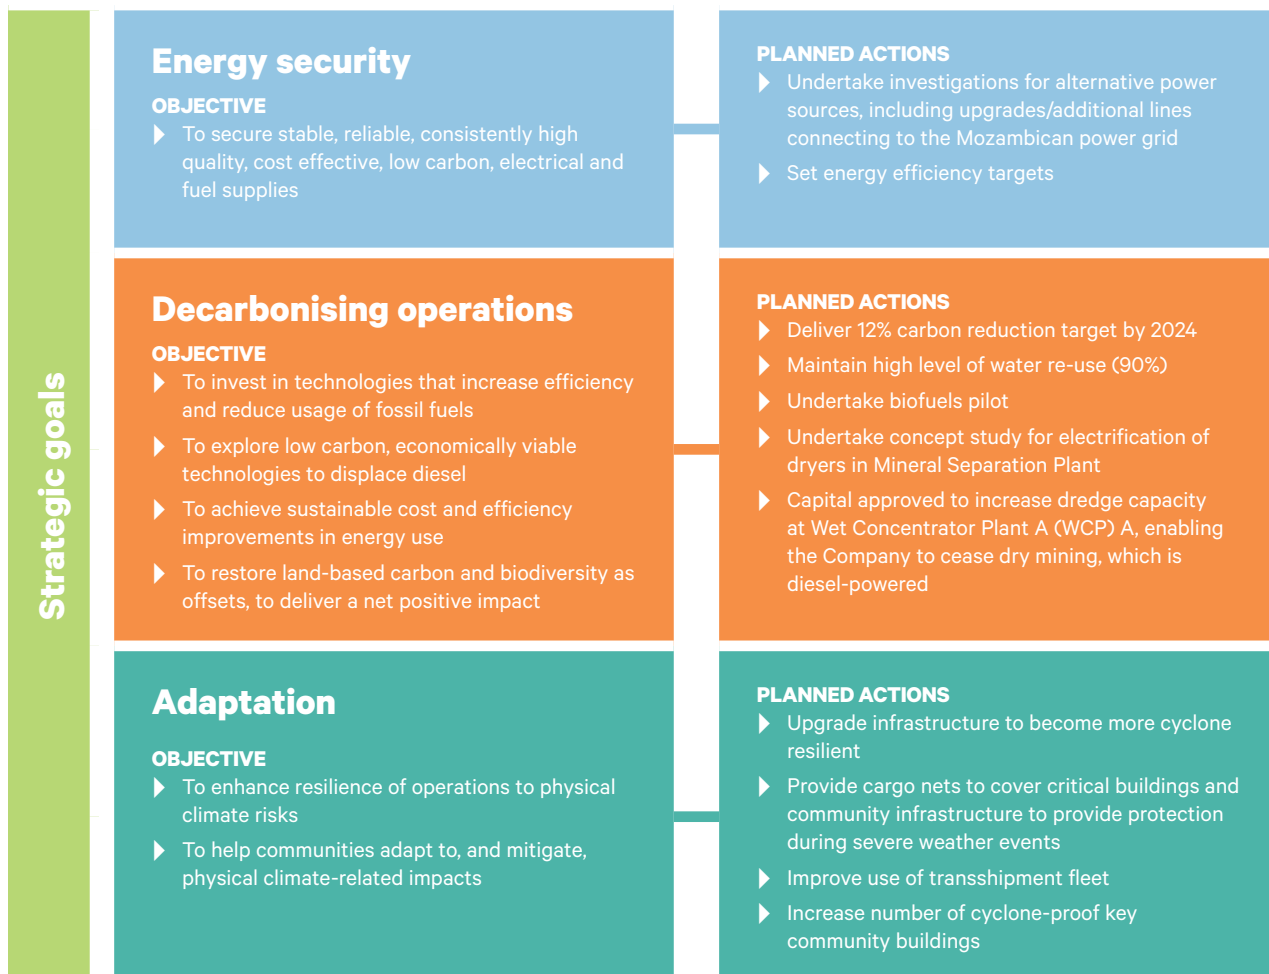 Strategic goals
Energy security
OBJECTIVE
To secure stable, reliable, consistently high
quality, cost effective, low carbon, electrical and
fuel supplies
PLANNED ACTIONS
Undertake investigations for alternative power
sources, including upgrades/additional lines
connecting to the Mozambican power grid
Set energy efficiency targets
Decarbonising operations
OBJECTIVE
To invest in technologies that increase efficiency
and reduce usage of fossil fuels
To explore low carbon, economically viable
technologies to displace diesel
To achieve sustainable cost and efficiency
improvements in energy use
To restore land-based carbon and biodiversity as
offsets, to deliver a net positive impact
PLANNED ACTIONS
Deliver 12% carbon reduction target by 2024
Maintain high level of water re-use (90%)
Undertake biofuels pilot
Undertake concept study for electrification of
dryers in Mineral Separation Plant
Capital approved to increase dredge capacity
at Wet Concentrator Plant A (WCP) A, enabling
the Company to cease dry mining, which is
diesel-powered
Adaptation
OBJECTIVE
To enhance resilience of operations to physical
climate risks
To help communities adapt to, and mitigate,
physical climate-related impacts
PLANNED ACTIONS
Upgrade infrastructure to become more cyclone
resilient
Provide cargo nets to cover critical buildings and
community infrastructure to provide protection
during severe weather events
Improve use of transshipment fleet
Increase number of cyclone-proof key
community buildings